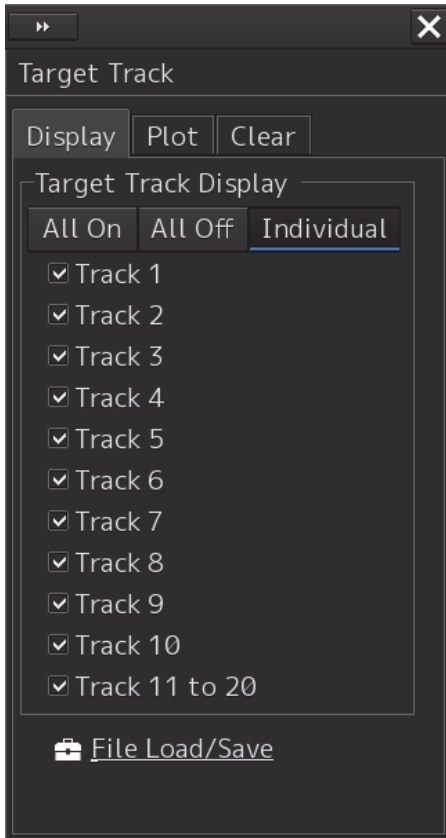 Target Track
Display Plot Clear
Target Track Display
All On All Off Individual
Track 1
Track 2
Track 3
Track 4
Track 5
Track 6
Track 7
Track 8
Track 9
Track 10
Track 11 to 20
File Load/Save